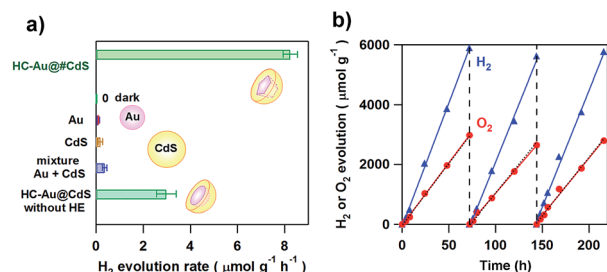 a)
HC-Au@#CdS
0 dark
Au
Au
CdS
CdS
mixture
Au + CdS
HC-Au@CdS
without HE
0 2 4 6 8
H₂ evolution rate ( μmol g⁻¹ h⁻¹ )
b)
H₂ or O₂ evolution ( μmol g⁻¹ )
6000
4000
2000
0
H₂
O₂
0 50 100 150 200
Time (h)